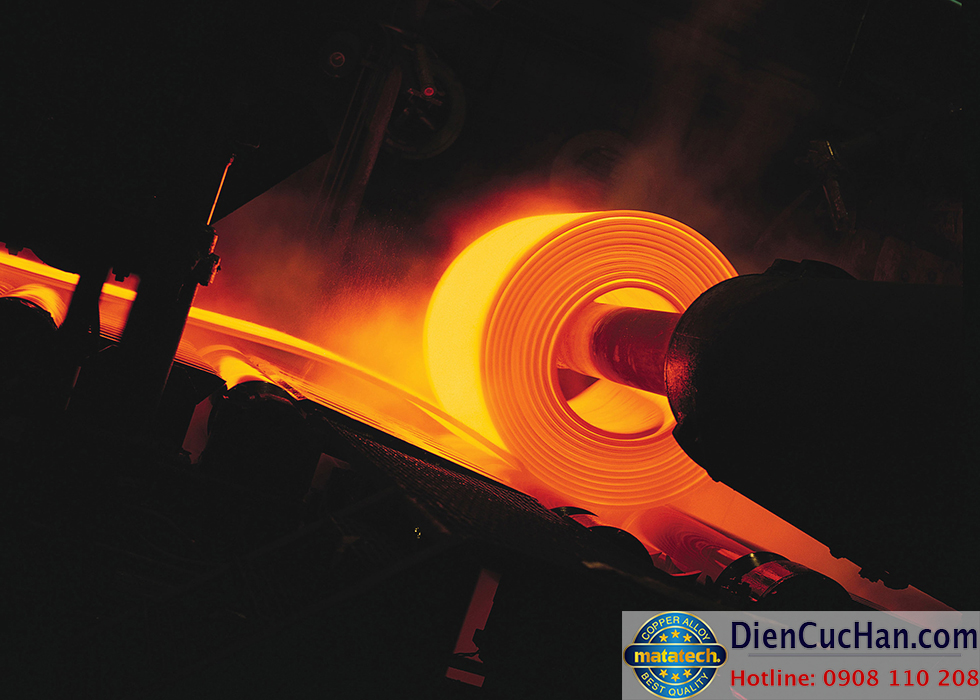 COPPER ALLOY
matatech.
BEST QUALITY
DienCucHan.com
Hotline: 0908 110 208